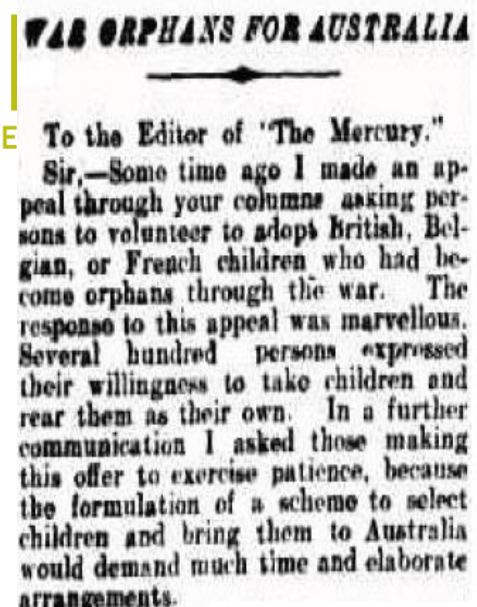 WAR ORPHANS FOR AUSTRALIA
E
To the Editor of "The Mercury."
Sir,—Some time ago I made an ap-
peal through your columns asking per-
sons to volunteer to adopt British, Bel-
gian, or French children who had be-
come orphans through the war. The
response to this appeal was marvellous.
Several hundred persons expressed
their willingness to take children and
rear them as their own. In a further
communication I asked those making
this offer to exercise patience, because
the formulation of a scheme to select
children and bring them to Australia
would demand much time and elaborate
arrangements.